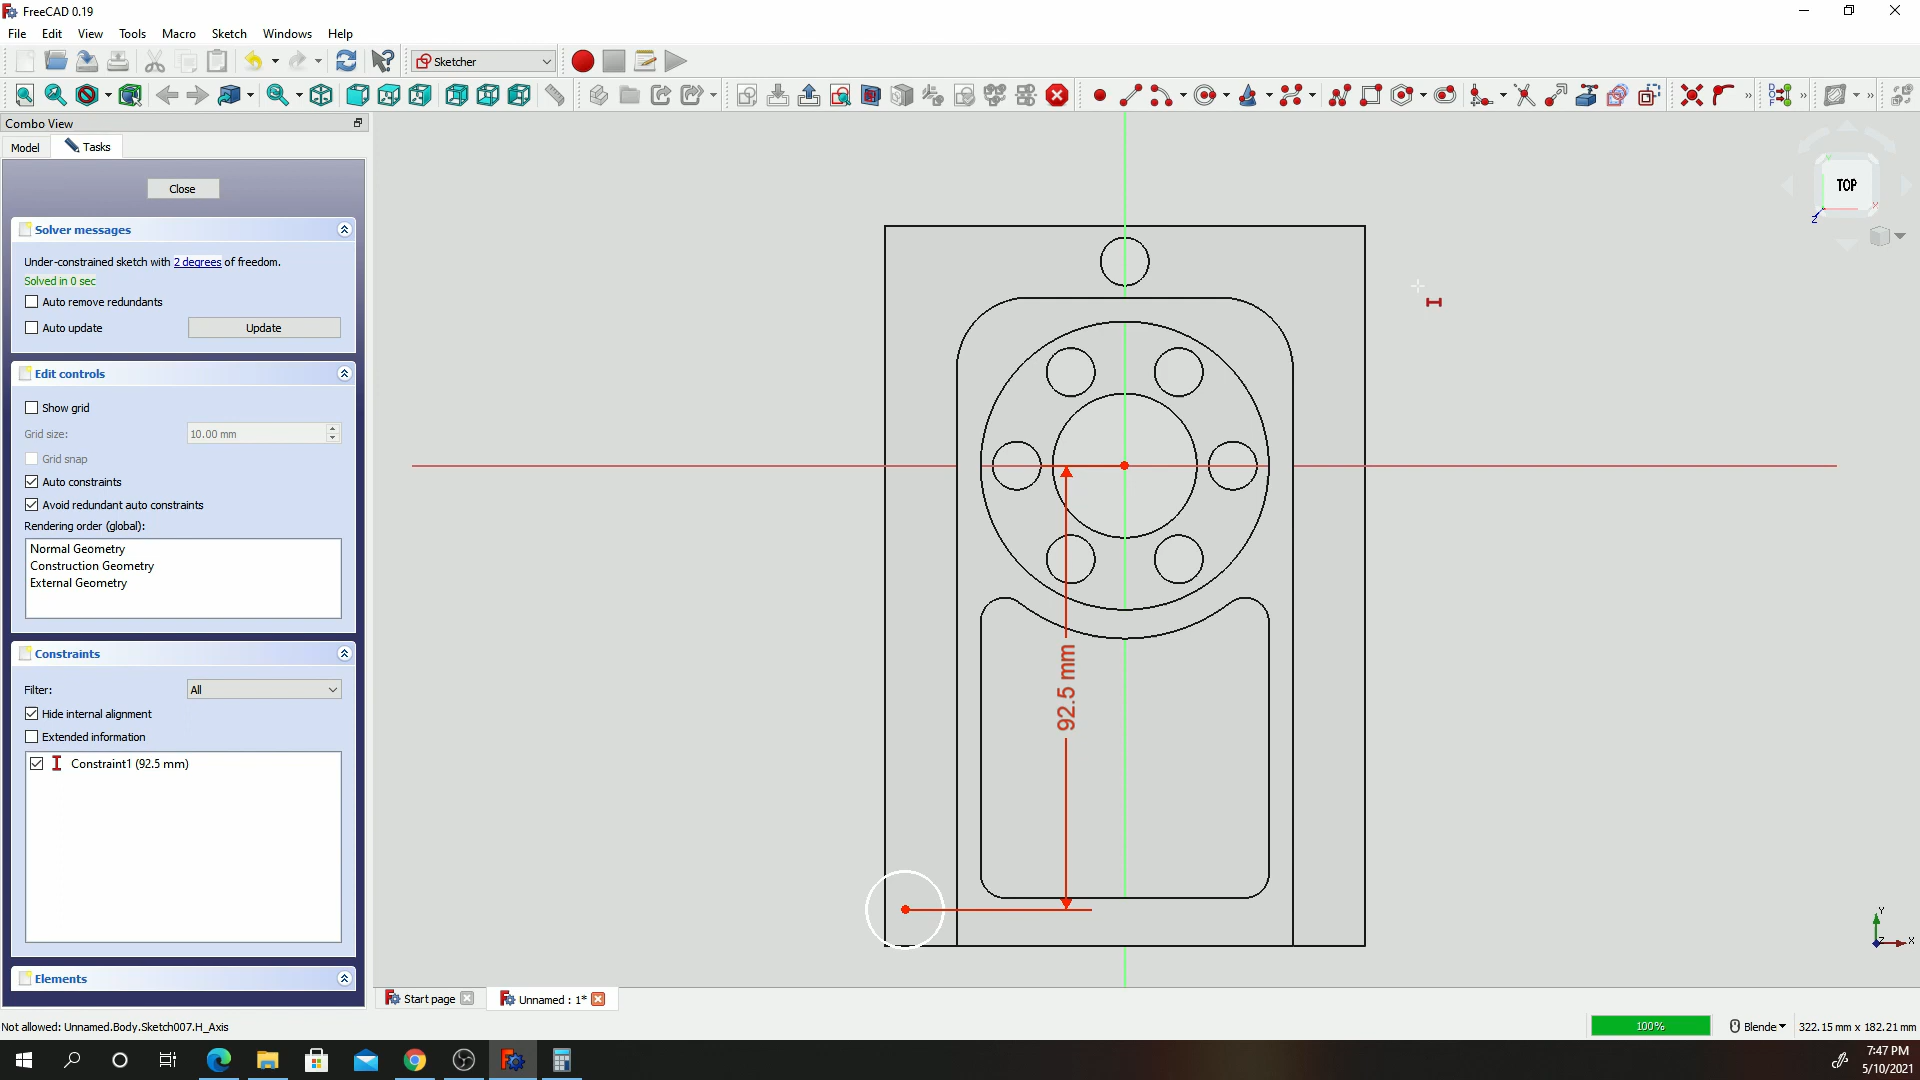 FreeCAD 0.19
File Edit View Tools Macro Sketch Windows Help
Sketcher
Combo View
Model Tasks
Close
Solver messages
Under-constrained sketch with 2 degrees of freedom.
Solved in 0 sec
Auto remove redundants
Auto update Update
Edit controls
Show grid
Grid size: 10.00 mm
Grid snap
Auto constraints
Avoid redundant auto constraints
Rendering order (global):
Normal Geometry
Construction Geometry
External Geometry
Constraints
Filter: All
Hide internal alignment
Extended information
Constraint1 (92.5 mm)
Elements
92.5 mm
TOP
Y
X
Z
Y
Z
X
Start page Unnamed : 1*
Not allowed: Unnamed.Body.Sketch007.H_Axis
100% Blende 322.15 mm x 182.21 mm
7:47 PM
5/10/2021